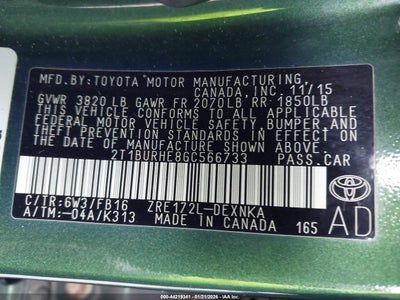 MFD. BY:TOYOTA MOTOR MANUFACTURING
CANADA, INC. 11/15
GVWR 3820 LB GAWR FR 2070LB RR 1850LB
THIS VEHICLE CONFORMS TO ALL APPLICABLE
FEDERAL MOTOR VEHICLE SAFETY, BUMPER, AND
THEFT PREVENTION STANDARDS IN EFFECT ON
THE DATE OF MANUFACTURE SHOWN ABOVE.
2T1BURHE8GC566733 PASS.CAR
C/TR:6W3/FB16 ZRE172L-DEXNKA
A/TM:-04A/K313 MADE IN CANADA 165
TOYOTA
AD
000-44219341 - 01/21/2026 - IAA Holdings, LLC